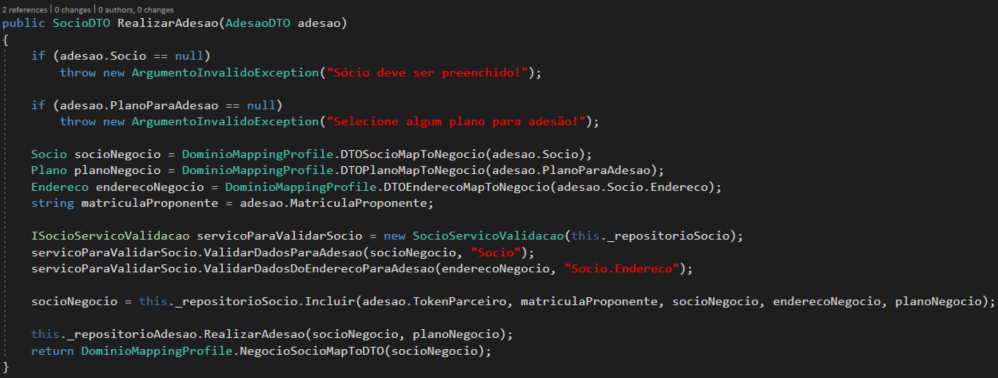 2 references | 0 changes | 0 authors, 0 changes
public SocioDTO RealizarAdesao(AdesaoDTO adesao)
{
    if (adesao.Socio == null)
        throw new ArgumentoInvalidoException("Sócio deve ser preenchido!");

    if (adesao.PlanoParaAdesao == null)
        throw new ArgumentoInvalidoException("Selecione algum plano para adesão!");

    Socio socioNegocio = DominioMappingProfile.DTOSocioMapToNegocio(adesao.Socio);
    Plano planoNegocio = DominioMappingProfile.DTOPlanoMapToNegocio(adesao.PlanoParaAdesao);
    Endereco enderecoNegocio = DominioMappingProfile.DTOEnderecoMapToNegocio(adesao.Socio.Endereco);
    string matriculaProponente = adesao.MatriculaProponente;

    ISocioServicoValidacao servicoParaValidarSocio = new SocioServicoValidacao(this._repositorioSocio);
    servicoParaValidarSocio.ValidarDadosParaAdesao(socioNegocio, "Socio");
    servicoParaValidarSocio.ValidarDadosDoEnderecoParaAdesao(enderecoNegocio, "Socio.Endereco");

    socioNegocio = this._repositorioSocio.Incluir(adesao.TokenParceiro, matriculaProponente, socioNegocio, enderecoNegocio, planoNegocio);

    this._repositorioAdesao.RealizarAdesao(socioNegocio, planoNegocio);
    return DominioMappingProfile.NegocioSocioMapToDTO(socioNegocio);
}